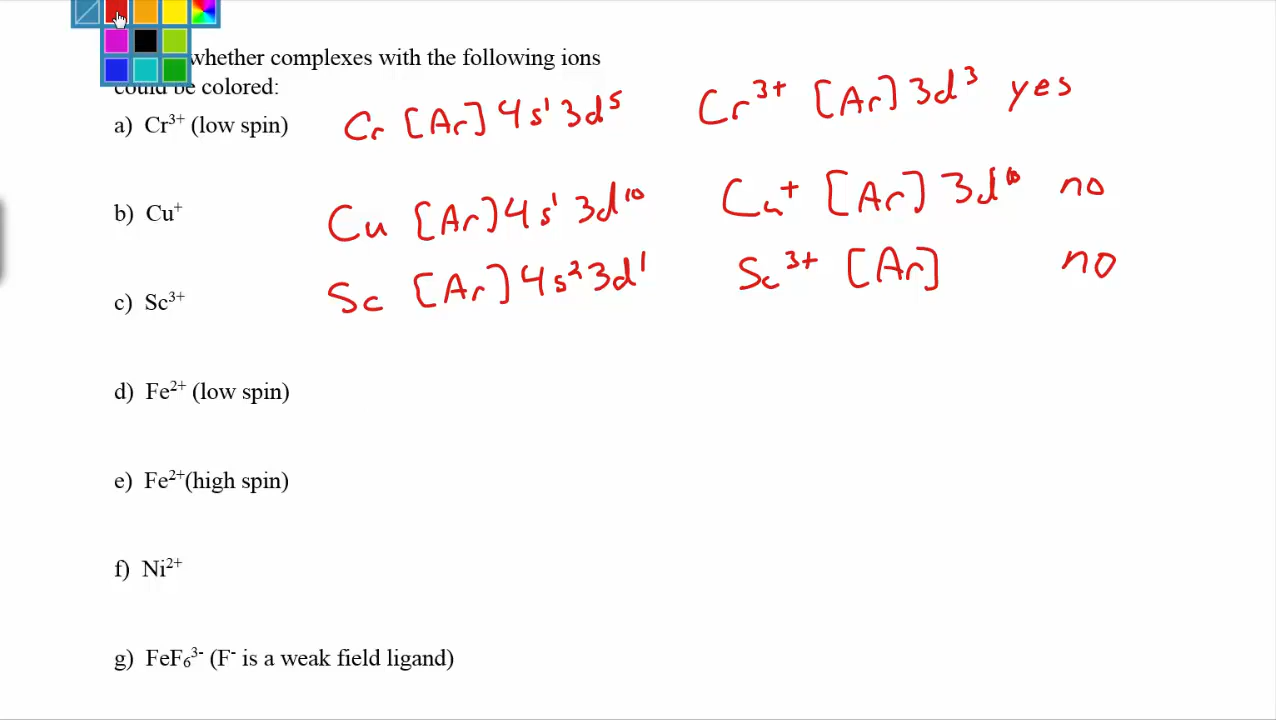 whether complexes with the following ions
could be colored:
a) Cr³⁺ (low spin) Cr [Ar] 4s¹ 3d⁵ Cr³⁺ [Ar] 3d³ yes
b) Cu⁺ Cu [Ar] 4s¹ 3d¹⁰ Cu⁺ [Ar] 3d¹⁰ no
c) Sc³⁺ Sc [Ar] 4s² 3d¹ Sc³⁺ [Ar] no
d) Fe²⁺ (low spin)
e) Fe²⁺(high spin)
f) Ni²⁺
g) FeF₆³⁻ (F⁻ is a weak field ligand)